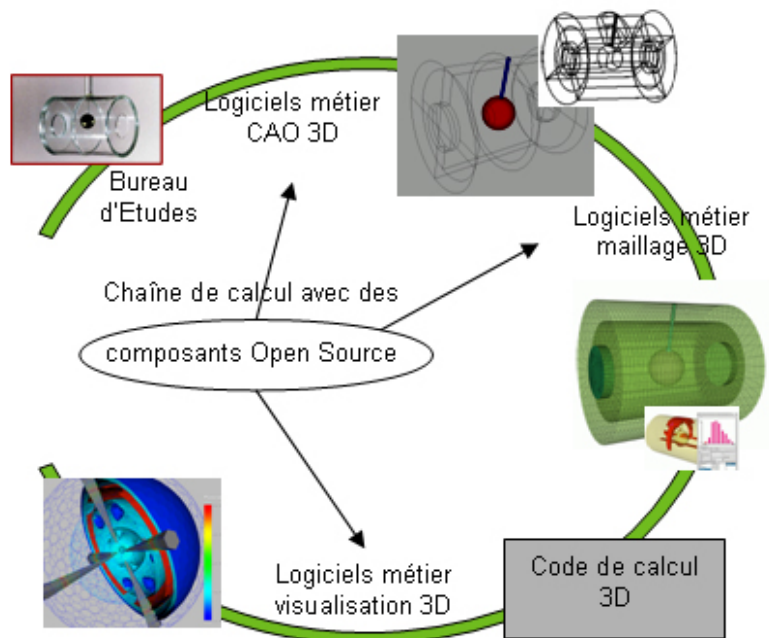 Logiciels métier
CAO 3D
Bureau
d'Etudes
Logiciels métier
maillage 3D
Chaîne de calcul avec des
composants Open Source
Logiciels métier
visualisation 3D
Code de calcul
3D